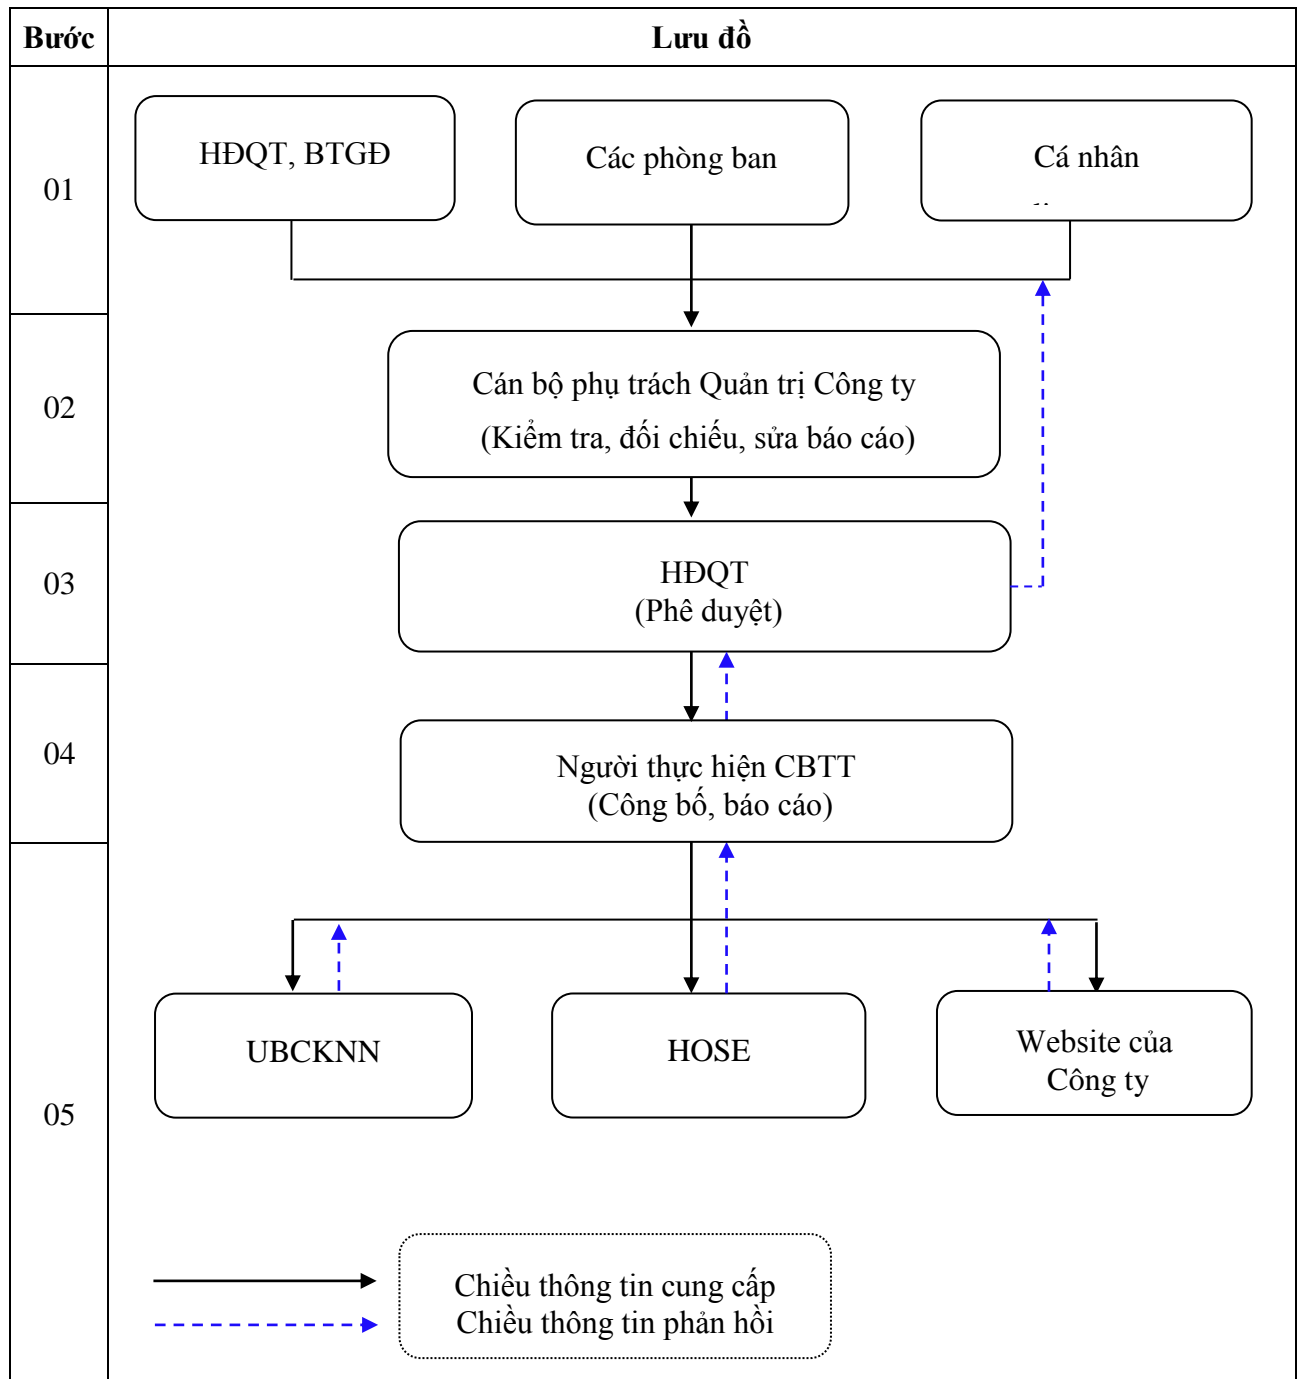 Bước
Lưu đồ
01
HĐQT, BTGĐ
Các phòng ban
Cá nhân
02
Cán bộ phụ trách Quản trị Công ty
(Kiểm tra, đối chiếu, sửa báo cáo)
03
HĐQT
(Phê duyệt)
04
Người thực hiện CBTT
(Công bố, báo cáo)
05
UBCKNN
HOSE
Website của
Công ty
Chiều thông tin cung cấp
Chiều thông tin phản hồi